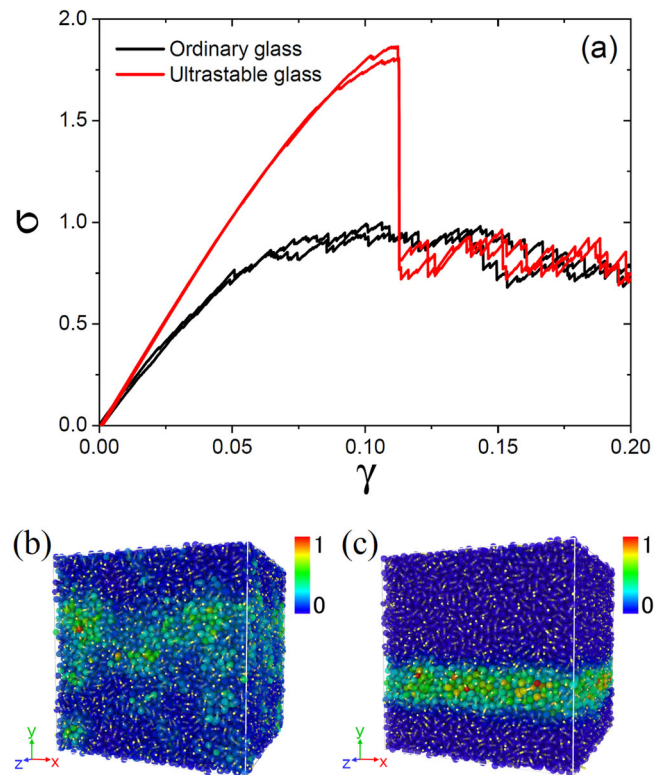 (a)
Ordinary glass
Ultrastable glass
2.0
1.5
1.0
0.5
0.0
σ
0.00 0.05 0.10 0.15 0.20
γ
(b) 1 (c) 1
0 0
y y
z x z x